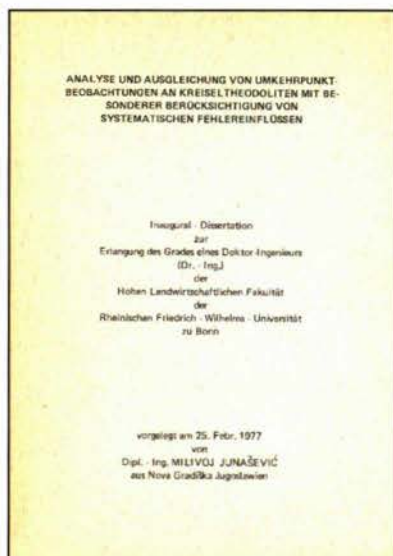 ANALYSE UND AUSGLEICHUNG VON UMKEHRPUNKT-
BEOBACHTUNGEN AN KREISELTHEODOLITEN MIT BE-
SONDERER BERÜCKSICHTIGUNG VON
SYSTEMATISCHEN FEHLEREINFLÜSSEN
Inaugural - Dissertation
zur
Erlangung des Grades eines Doktor-Ingenieurs
(Dr. - Ing.)
der
Hohen Landwirtschaftlichen Fakultät
der
Rheinischen Friedrich - Wilhelms - Universität
zu Bonn
vorgelegt am 25. Febr. 1977
von
Dipl. - Ing. MILIVOJ JUNAŠEVIĆ
aus Nova Gradiška Jugoslawien